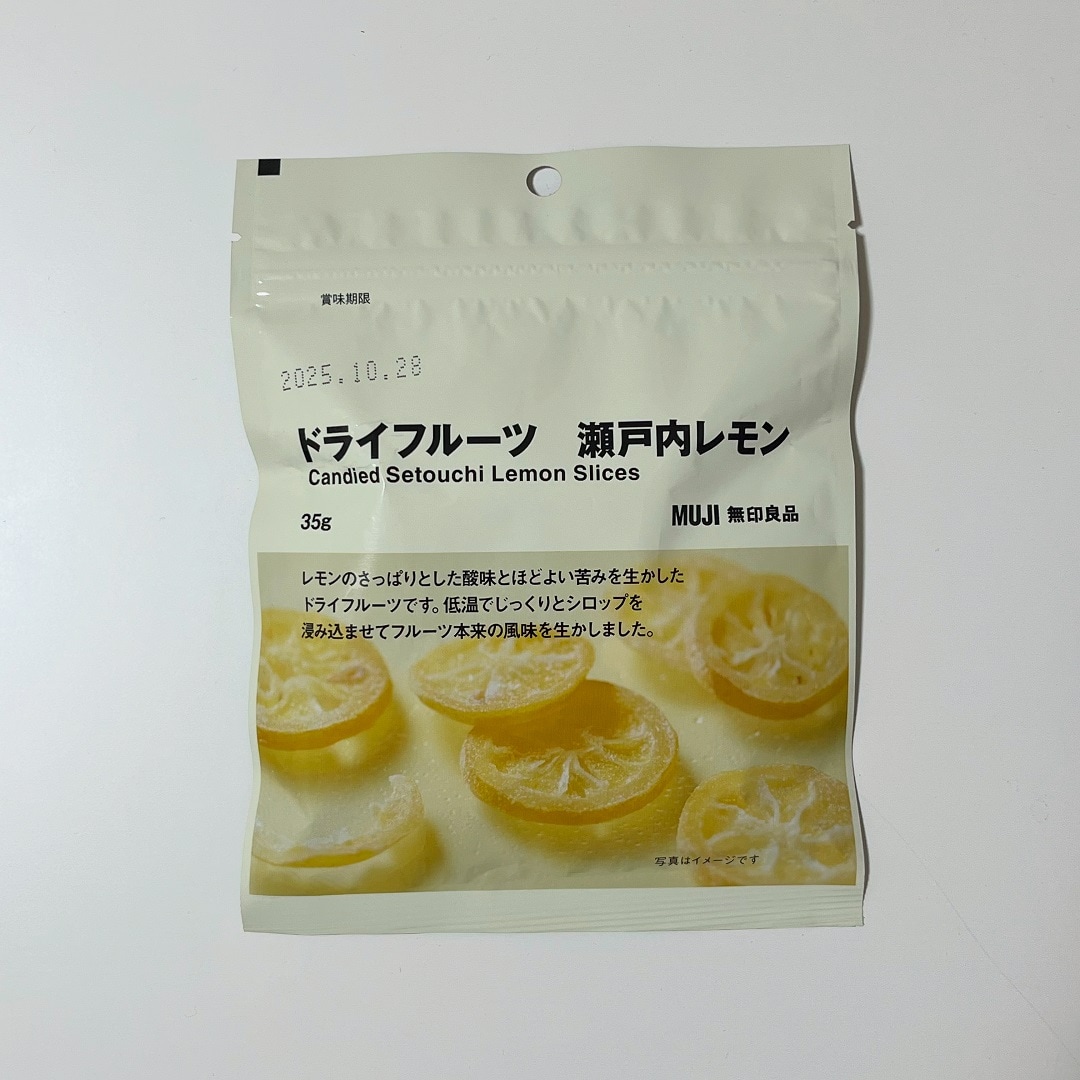 賞味期限
2025.10.28
ドライフルーツ 瀬戸内レモン
Candied Setouchi Lemon Slices
35g
MUJI 無印良品
レモンのさっぱりとした酸味とほどよい苦みを生かした
ドライフルーツです。低温でじっくりとシロップを
浸み込ませてフルーツ本来の風味を生かしました。
写真はイメージです